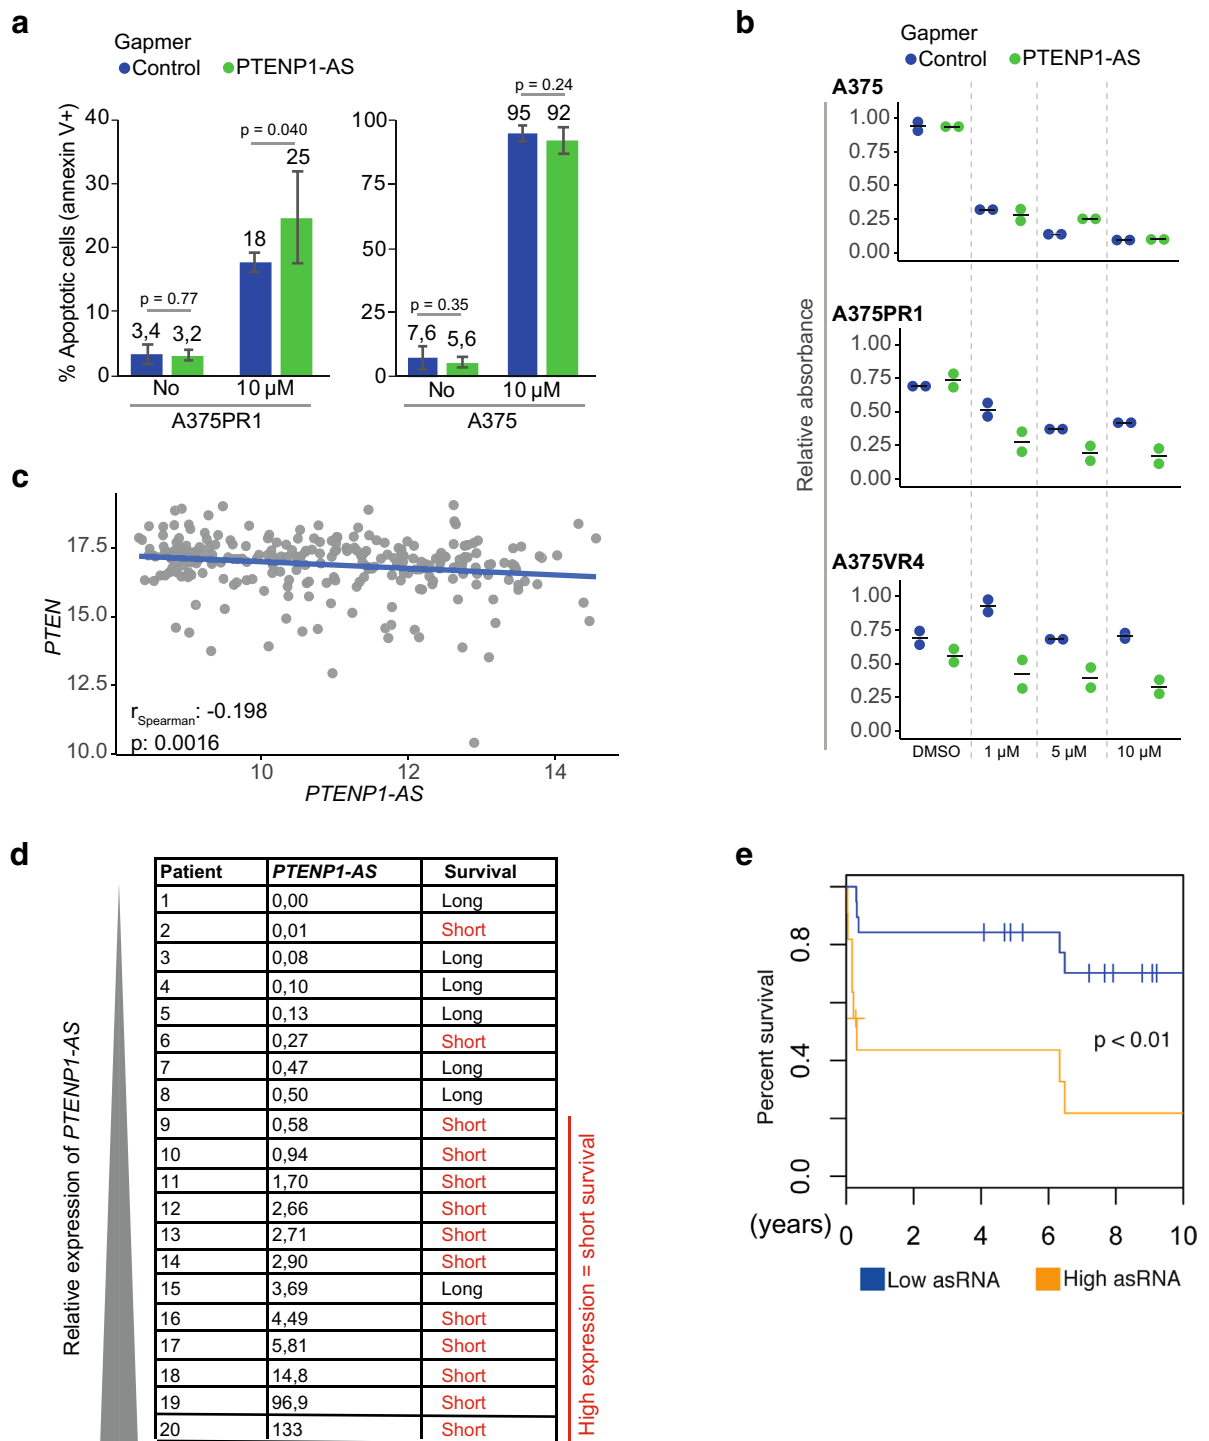 a
Gapmer
Control PTENP1-AS
% Apoptotic cells (annexin V+)
40
30
20
10
0
p = 0.77
3,4 3,2
p = 0.040
18
25
No 10 µM
A375PR1
100
75
50
25
0
p = 0.35
7,6 5,6
p = 0.24
95 92
No 10 µM
A375
b
Gapmer
Control PTENP1-AS
Relative absorbance
A375
1.00
0.75
0.50
0.25
0.00
A375PR1
1.00
0.75
0.50
0.25
0.00
A375VR4
1.00
0.75
0.50
0.25
0.00
DMSO 1 µM 5 µM 10 µM
c
PTEN
17.5
15.0
12.5
10.0
rSpearman: -0.198
p: 0.0016
10 12 14
PTENP1-AS
d
Relative expression of PTENP1-AS
Patient PTENP1-AS Survival
1 0,00 Long
2 0,01 Short
3 0,08 Long
4 0,10 Long
5 0,13 Long
6 0,27 Short
7 0,47 Long
8 0,50 Long
9 0,58 Short
10 0,94 Short
11 1,70 Short
12 2,66 Short
13 2,71 Short
14 2,90 Short
15 3,69 Long
16 4,49 Short
17 5,81 Short
18 14,8 Short
19 96,9 Short
20 133 Short
High expression = short survival
e
Percent survival
0.8
0.4
0.0
p < 0.01
(years) 0 2 4 6 8 10
Low asRNA High asRNA